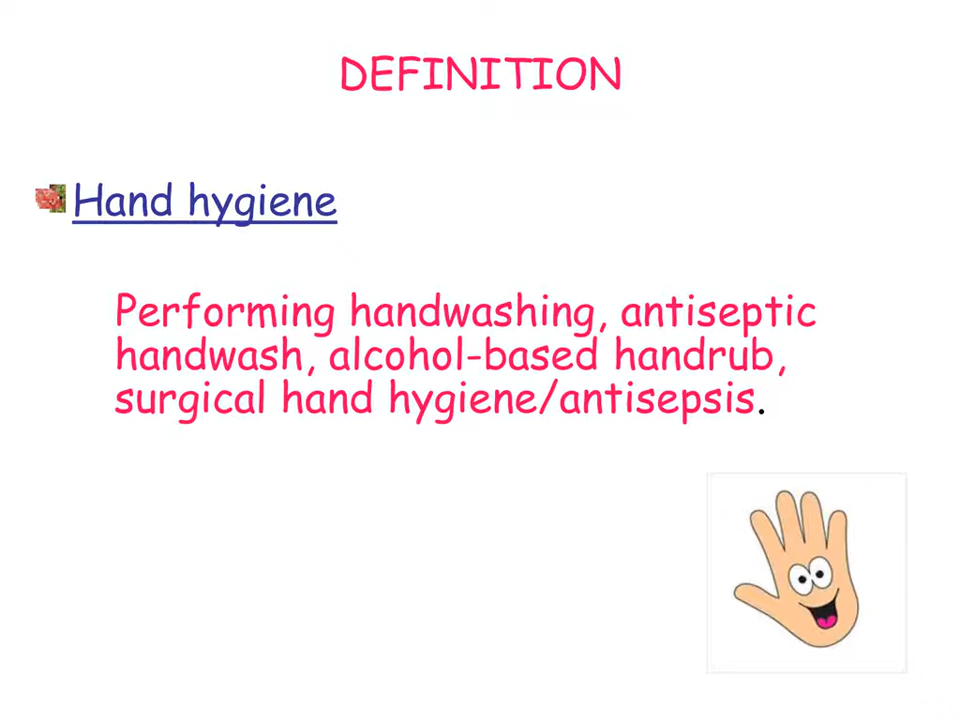 DEFINITION
Hand hygiene
Performing handwashing, antiseptic
handwash, alcohol-based handrub,
surgical hand hygiene/antisepsis.